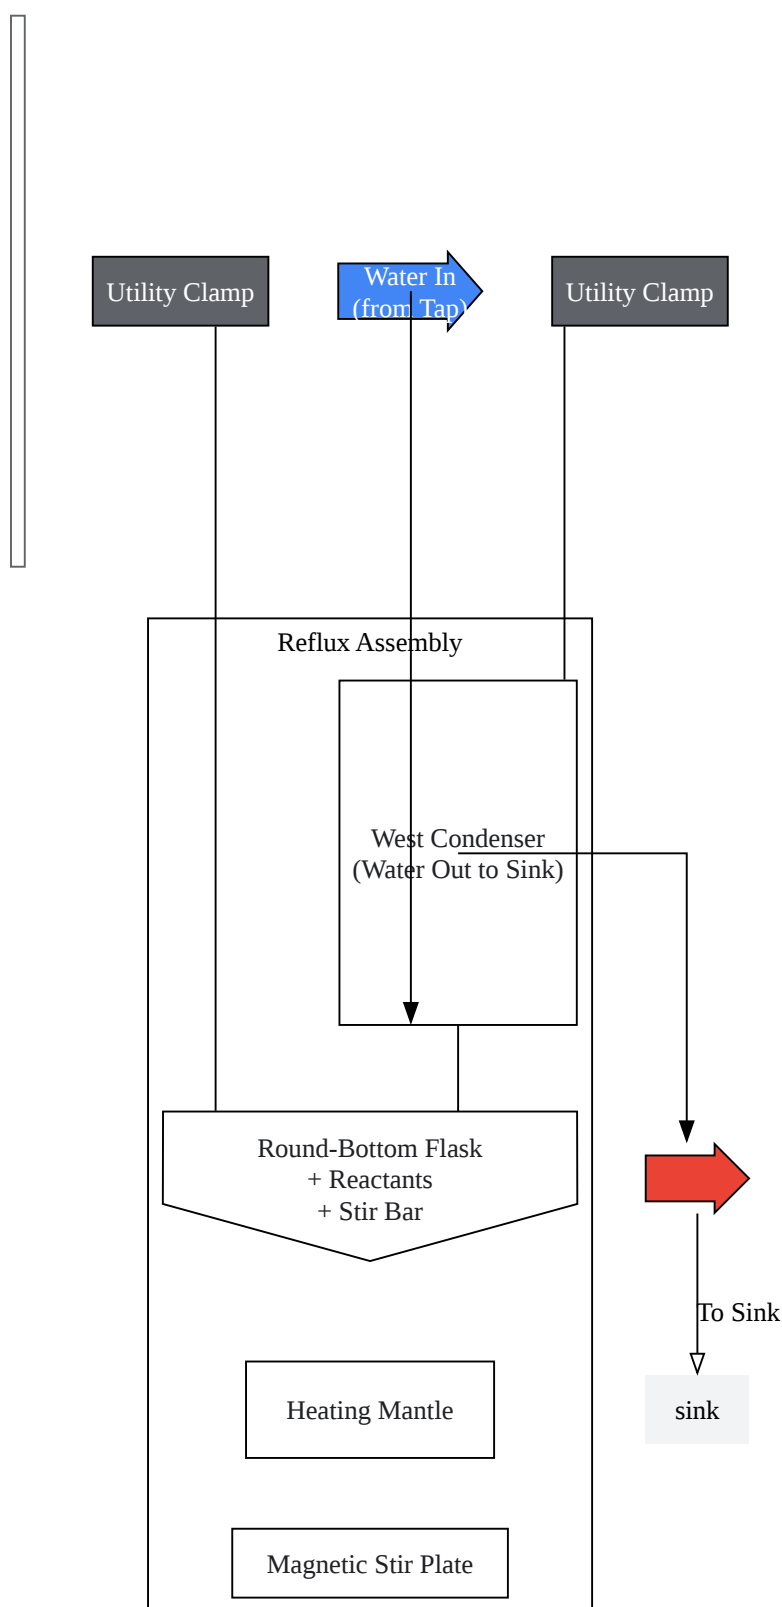 Utility Clamp
Water In
(from Tap)
Utility Clamp
Reflux Assembly
West Condenser
(Water Out to Sink)
Round-Bottom Flask
+ Reactants
+ Stir Bar
To Sink
Heating Mantle
sink
Magnetic Stir Plate